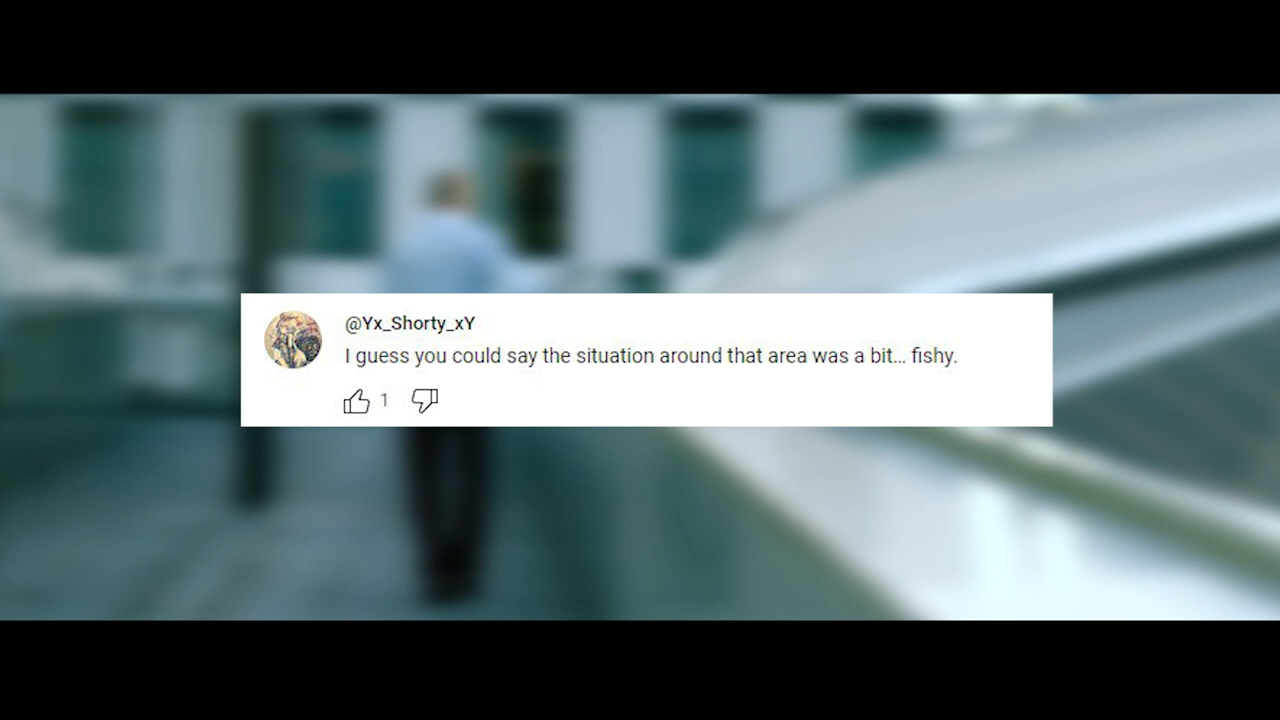 @Yx_Shorty_xY
I guess you could say the situation around that area was a bit... fishy.
1